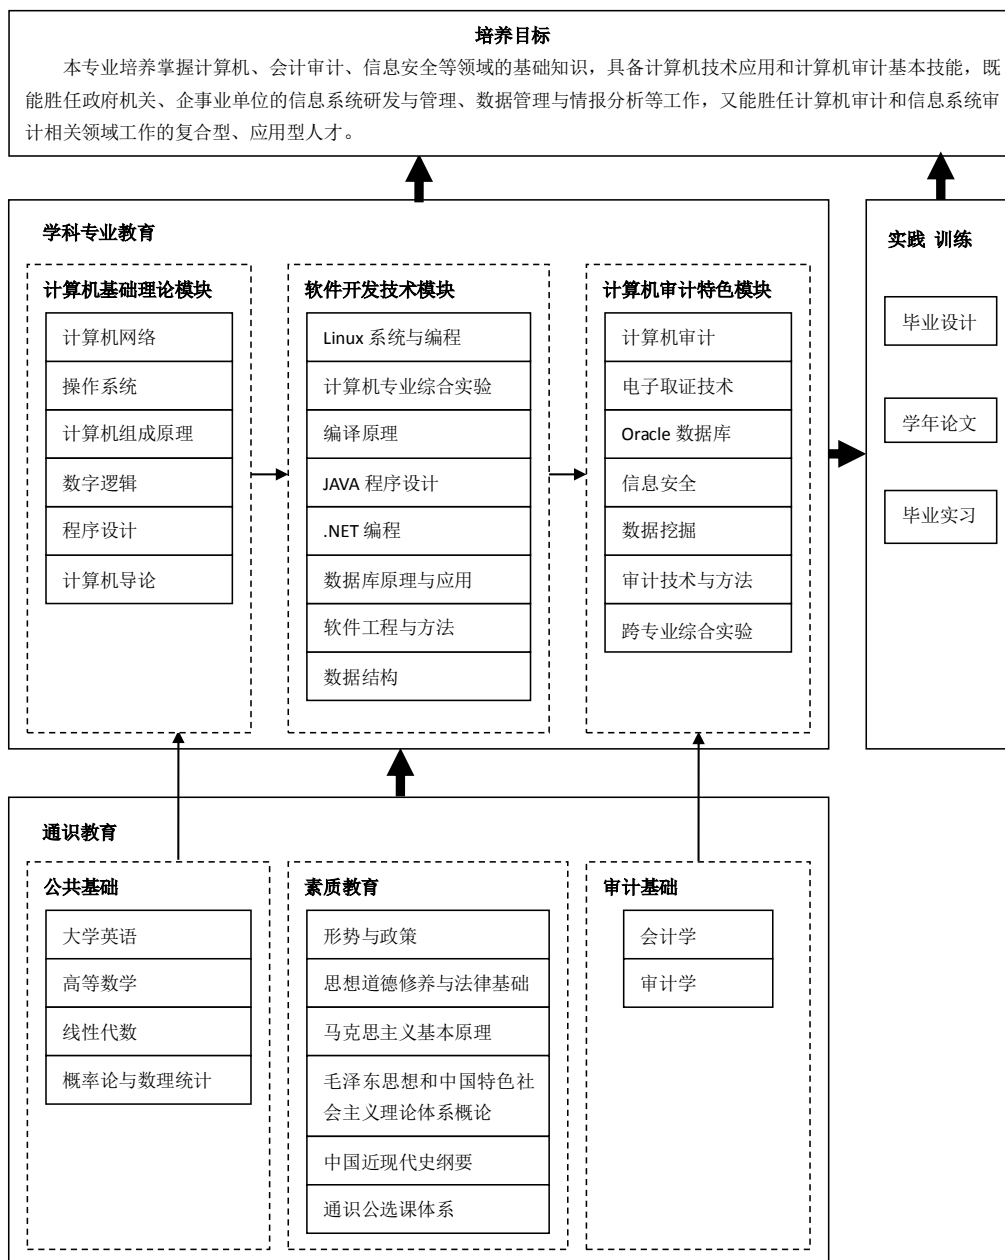 培养目标
本专业培养掌握计算机、会计审计、信息安全等领域的基础知识，具备计算机技术应用和计算机审计基本技能，既
能胜任政府机关、企事业单位的信息系统研发与管理、数据管理与情报分析等工作，又能胜任计算机审计和信息系统审
计相关领域工作的复合型、应用型人才。
学科专业教育
计算机基础理论模块
计算机网络
操作系统
计算机组成原理
数字逻辑
程序设计
计算机导论
软件开发技术模块
Linux 系统与编程
计算机专业综合实验
编译原理
JAVA 程序设计
.NET 编程
数据库原理与应用
软件工程与方法
数据结构
计算机审计特色模块
计算机审计
电子取证技术
Oracle 数据库
信息安全
数据挖掘
审计技术与方法
跨专业综合实验
实践 训练
毕业设计
学年论文
毕业实习
通识教育
公共基础
大学英语
高等数学
线性代数
概率论与数理统计
素质教育
形势与政策
思想道德修养与法律基础
马克思主义基本原理
毛泽东思想和中国特色社
会主义理论体系概论
中国近现代史纲要
通识公选课体系
审计基础
会计学
审计学